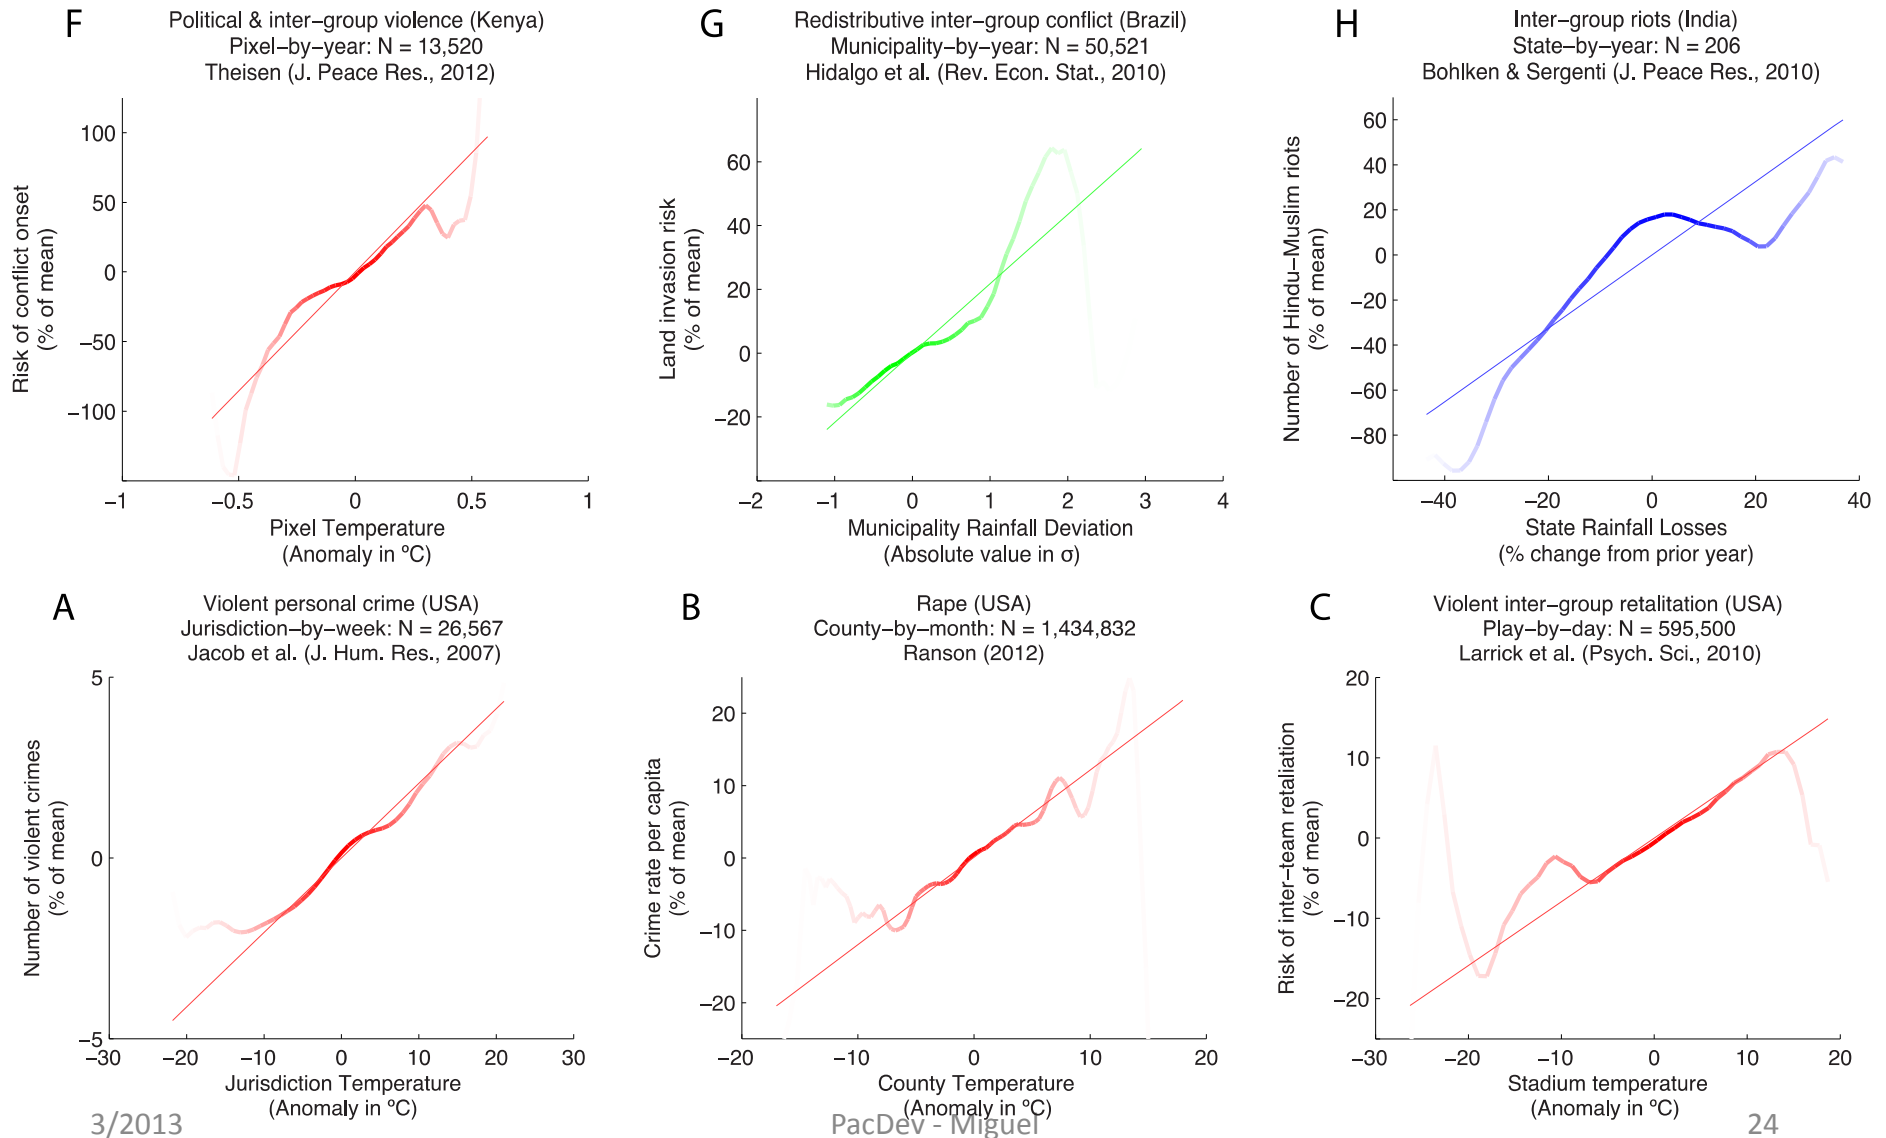 F
Political & inter−group violence (Kenya)
Pixel−by−year: N = 13,520
Theisen (J. Peace Res., 2012)
Risk of conflict onset
(% of mean)
100
50
0
−50
−100
−1
−0.5
0
0.5
1
Pixel Temperature
(Anomaly in ºC)
G
Redistributive inter−group conflict (Brazil)
Municipality−by−year: N = 50,521
Hidalgo et al. (Rev. Econ. Stat., 2010)
Land invasion risk
(% of mean)
60
40
20
0
−20
−2
−1
0
1
2
3
4
Municipality Rainfall Deviation
(Absolute value in σ)
H
Inter−group riots (India)
State−by−year: N = 206
Bohlken & Sergenti (J. Peace Res., 2010)
Number of Hindu−Muslim riots
(% of mean)
60
40
20
0
−20
−40
−60
−80
−40
−20
0
20
40
State Rainfall Losses
(% change from prior year)
A
Violent personal crime (USA)
Jurisdiction−by−week: N = 26,567
Jacob et al. (J. Hum. Res., 2007)
Number of violent crimes
(% of mean)
5
0
−5
−30
−20
−10
0
10
20
30
Jurisdiction Temperature
(Anomaly in ºC)
B
Rape (USA)
County−by−month: N = 1,434,832
Ranson (2012)
Crime rate per capita
(% of mean)
20
10
0
−10
−20
−20
−10
0
10
20
County Temperature
(Anomaly in ºC)
C
Violent inter−group retalitation (USA)
Play−by−day: N = 595,500
Larrick et al. (Psych. Sci., 2010)
Risk of inter−team retaliation
(% of mean)
20
10
0
−10
−20
−30
−20
−10
0
10
20
Stadium temperature
(Anomaly in ºC)
3/2013
PacDev - Miguel
24